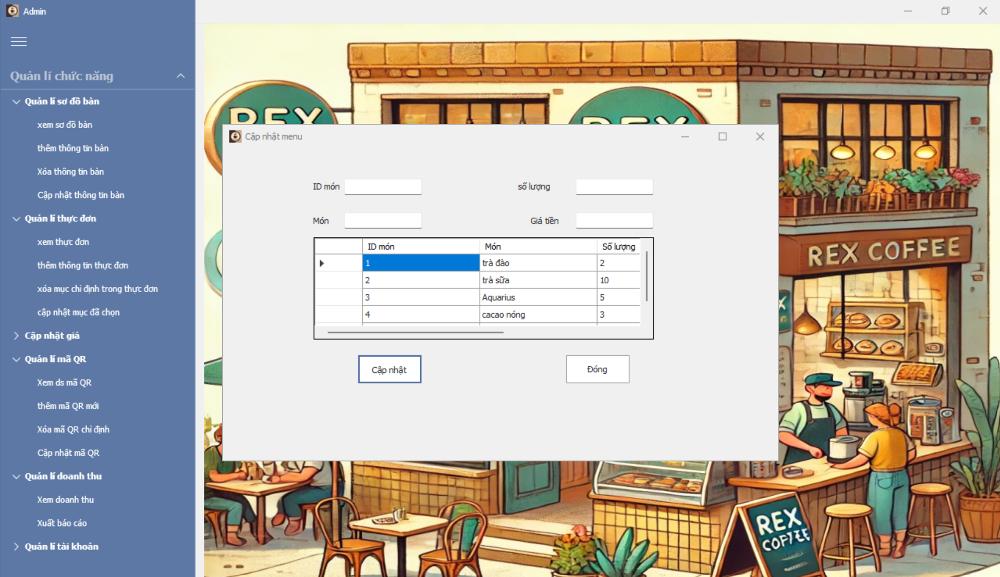 Admin
Quản lí chức năng
Quản lí sơ đồ bàn
xem sơ đồ bàn
thêm thông tin bàn
Xóa thông tin bàn
Cập nhật thông tin bàn
Quản lí thực đơn
xem thực đơn
thêm thông tin thực đơn
xóa mục chỉ định trong thực đơn
cập nhật mục đã chọn
Cập nhật giá
Quản lí mã QR
Xem ds mã QR
thêm mã QR mới
Xóa mã QR chỉ định
Cập nhật mã QR
Quản lí doanh thu
Xem doanh thu
Xuất báo cáo
Quản lí tài khoản
REX
REX
Cập nhật menu
ID món
số lượng
Món
Giá tiền
ID món Món Số lượng
1 trà đào 2
2 trà sữa 10
3 Aquarius 5
4 cacao nóng 3
Cập nhật
Đóng
REX COFFEE
REX